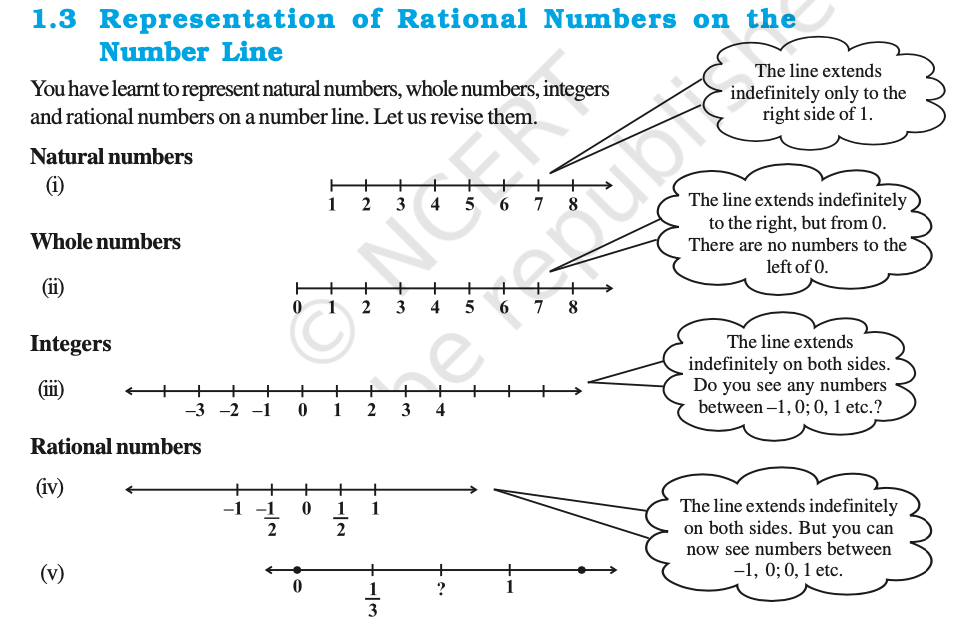 1.3 Representation of Rational Numbers on the
Number Line
You have learnt to represent natural numbers, whole numbers, integers
and rational numbers on a number line. Let us revise them.
The line extends
indefinitely only to the
right side of 1.
Natural numbers
(i)
1 2 3 4 5 6 7 8
The line extends indefinitely
to the right, but from 0.
There are no numbers to the
left of 0.
Whole numbers
(ii)
0 1 2 3 4 5 6 7 8
Integers
(iii)
–3 –2 –1 0 1 2 3 4
The line extends
indefinitely on both sides.
Do you see any numbers
between –1, 0; 0, 1 etc.?
Rational numbers
(iv)
–1 –1/2 0 1/2 1
The line extends indefinitely
on both sides. But you can
now see numbers between
–1, 0; 0, 1 etc.
(v)
0 1/3 ? 1
© NCERT
he republishe